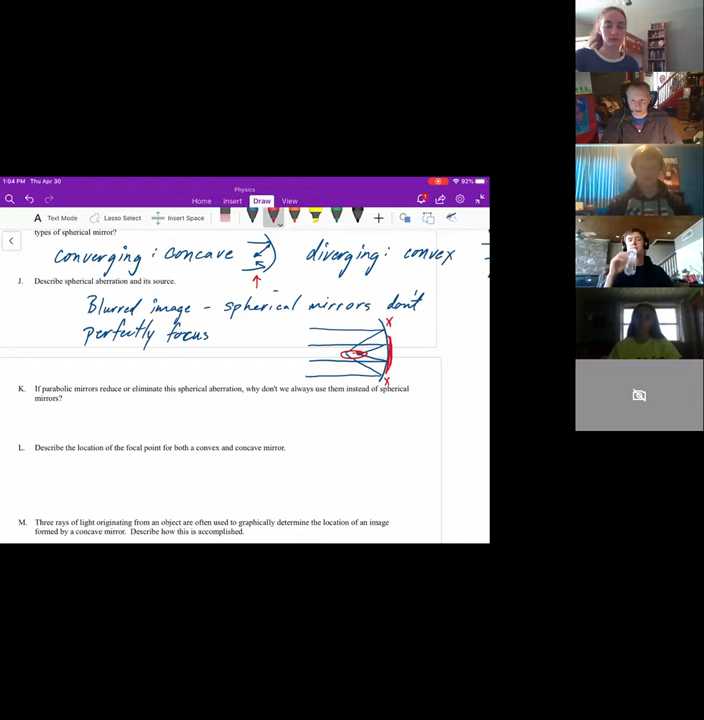 1:04 PM Thu Apr 30
92%
Physics
Home Insert Draw View
Text Mode Lasso Select Insert Space
types of spherical mirror?
converging : concave diverging : convex
J. Describe spherical aberration and its source.
Blurred image - spherical mirrors don't
perfectly focus
x
x
K. If parabolic mirrors reduce or eliminate this spherical aberration, why don't we always use them instead of spherical
mirrors?
L. Describe the location of the focal point for both a convex and concave mirror.
M. Three rays of light originating from an object are often used to graphically determine the location of an image
formed by a concave mirror. Describe how this is accomplished.